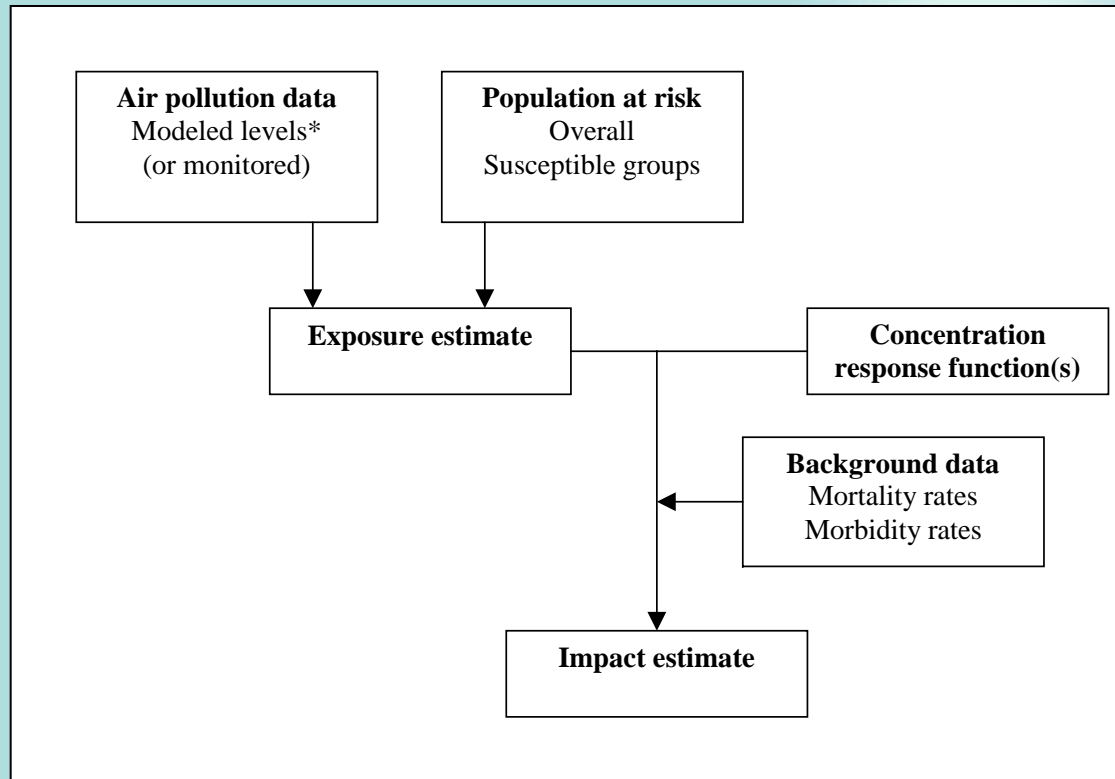 Air pollution data
Modeled levels*
(or monitored)
Population at risk
Overall
Susceptible groups
Exposure estimate
Concentration
response function(s)
Background data
Mortality rates
Morbidity rates
Impact estimate